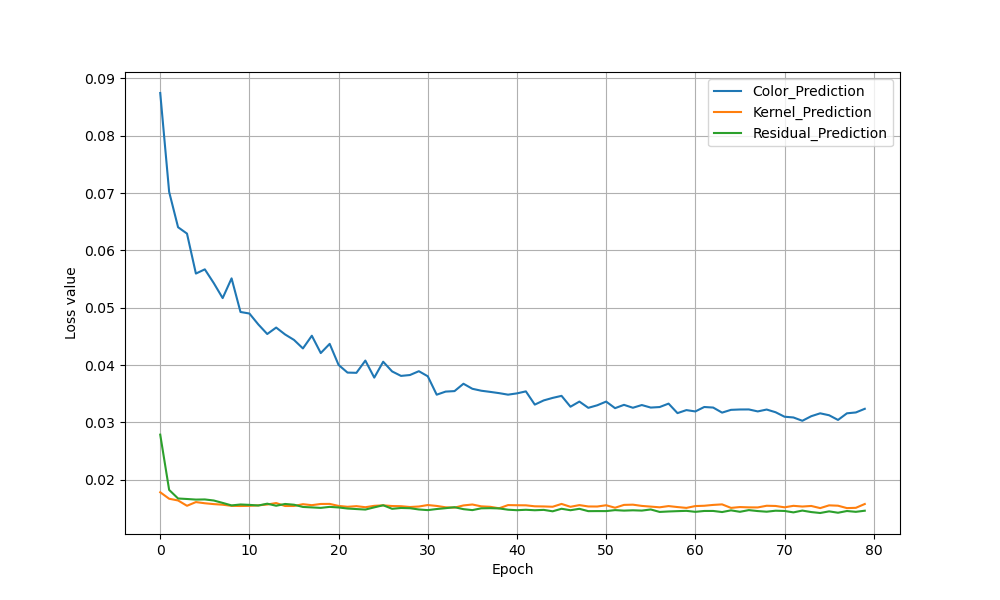 0.09
0.08
0.07
0.06
0.05
0.04
0.03
0.02
Loss value
Color_Prediction
Kernel_Prediction
Residual_Prediction
0 10 20 30 40 50 60 70 80
Epoch